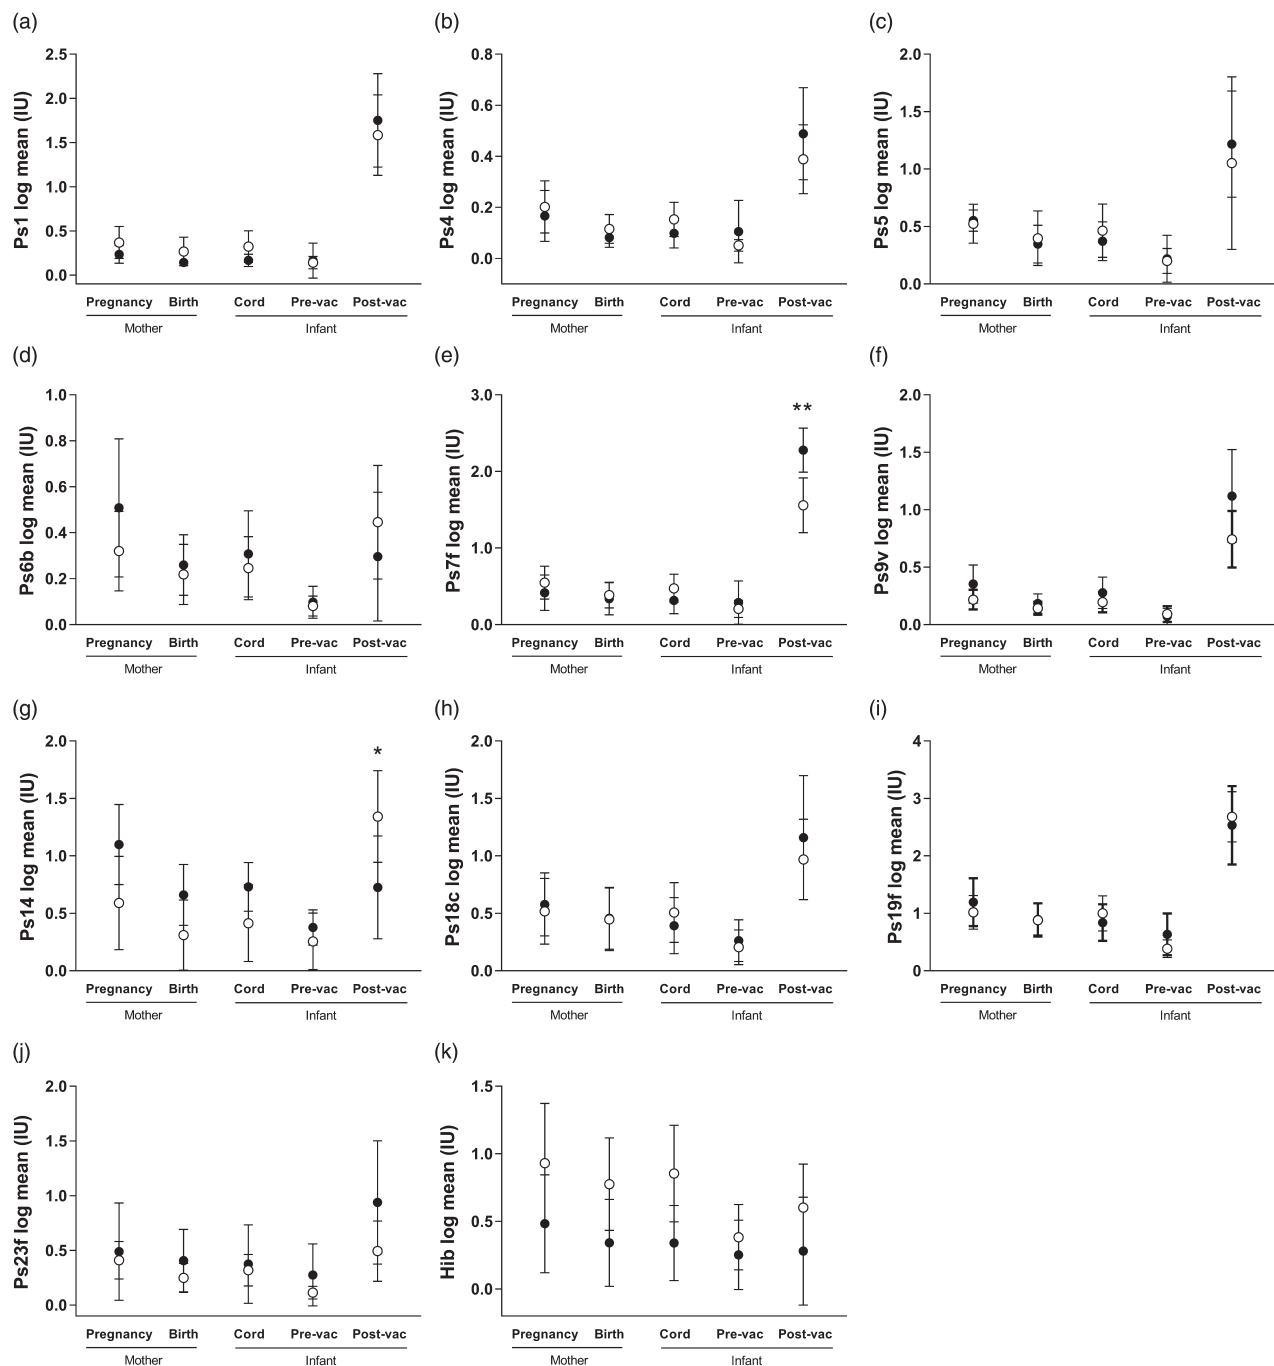 (a)
Ps1 log mean (IU)
2.5
2.0
1.5
1.0
0.5
0.0
Pregnancy Birth Cord Pre-vac Post-vac
Mother Infant
(b)
Ps4 log mean (IU)
0.8
0.6
0.4
0.2
0.0
Pregnancy Birth Cord Pre-vac Post-vac
Mother Infant
(c)
Ps5 log mean (IU)
2.0
1.5
1.0
0.5
0.0
Pregnancy Birth Cord Pre-vac Post-vac
Mother Infant
(d)
Ps6b log mean (IU)
1.0
0.8
0.6
0.4
0.2
0.0
Pregnancy Birth Cord Pre-vac Post-vac
Mother Infant
(e)
Ps7f log mean (IU)
3.0
2.0
1.0
0.0
**
Pregnancy Birth Cord Pre-vac Post-vac
Mother Infant
(f)
Ps9v log mean (IU)
2.0
1.5
1.0
0.5
0.0
Pregnancy Birth Cord Pre-vac Post-vac
Mother Infant
(g)
Ps14 log mean (IU)
2.0
1.5
1.0
0.5
0.0
*
Pregnancy Birth Cord Pre-vac Post-vac
Mother Infant
(h)
Ps18c log mean (IU)
2.0
1.5
1.0
0.5
0.0
Pregnancy Birth Cord Pre-vac Post-vac
Mother Infant
(i)
Ps19f log mean (IU)
4
3
2
1
0
Pregnancy Birth Cord Pre-vac Post-vac
Mother Infant
(j)
Ps23f log mean (IU)
2.0
1.5
1.0
0.5
0.0
Pregnancy Birth Cord Pre-vac Post-vac
Mother Infant
(k)
Hib log mean (IU)
1.5
1.0
0.5
0.0
Pregnancy Birth Cord Pre-vac Post-vac
Mother Infant